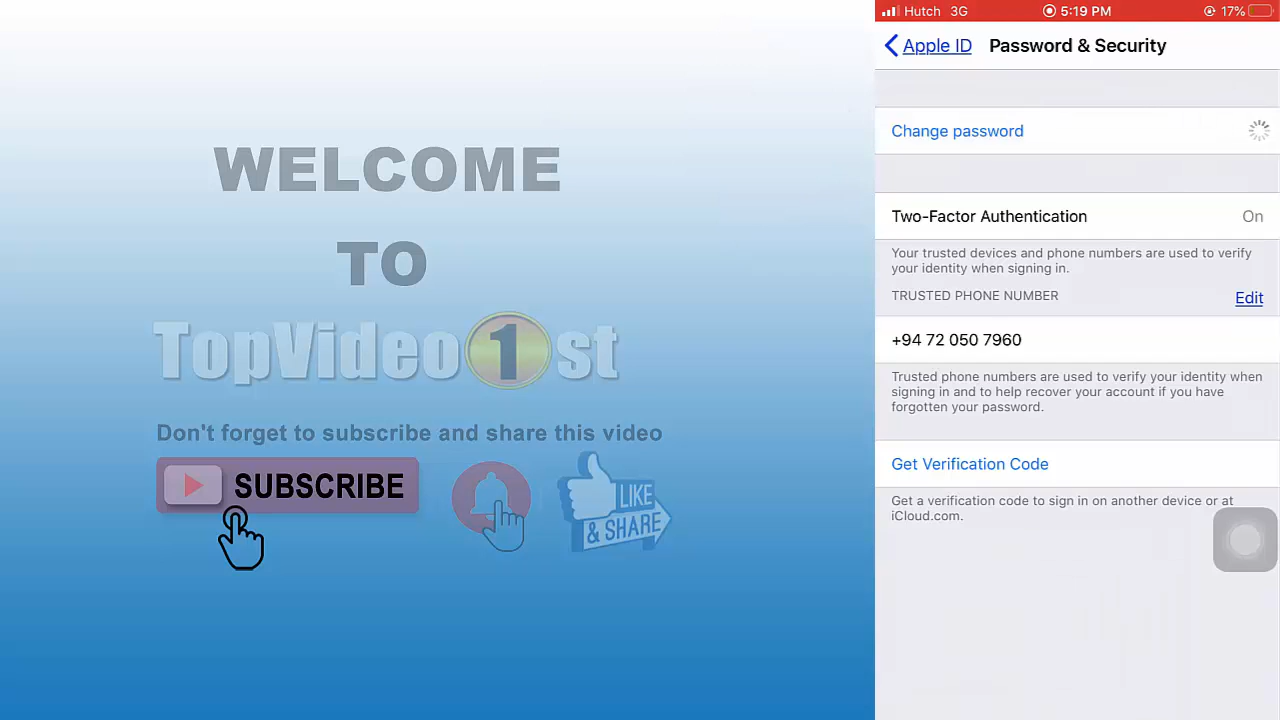 WELCOME
TO
TopVideo1st
Don't forget to subscribe and share this video
SUBSCRIBE
LIKE
& SHARE
Hutch 3G 5:19 PM 17%
Apple ID Password & Security
Change password
Two-Factor Authentication On
Your trusted devices and phone numbers are used to verify
your identity when signing in.
TRUSTED PHONE NUMBER Edit
+94 72 050 7960
Trusted phone numbers are used to verify your identity when
signing in and to help recover your account if you have
forgotten your password.
Get Verification Code
Get a verification code to sign in on another device or at
iCloud.com.